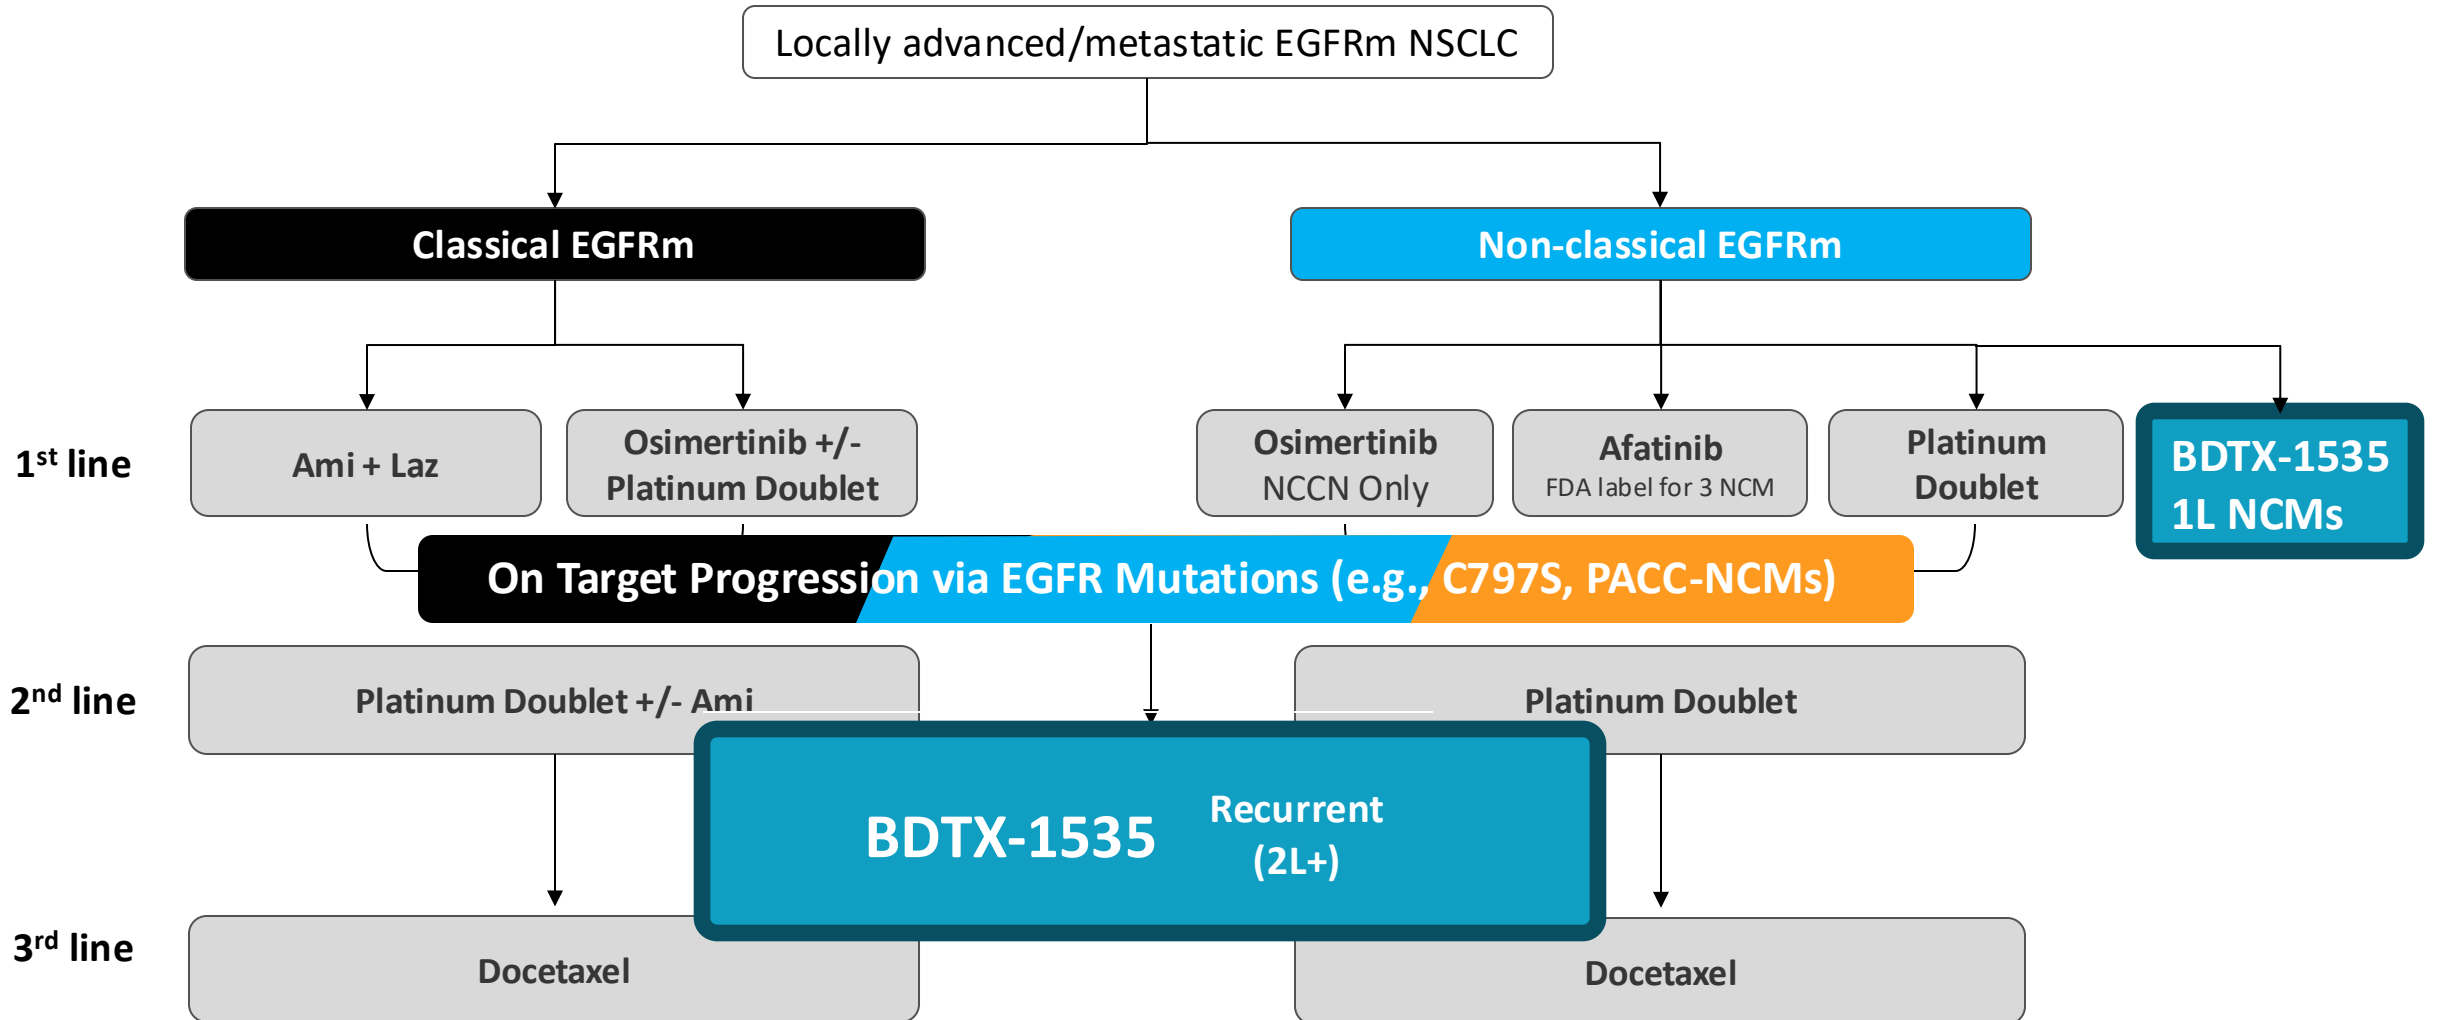 Locally advanced/metastatic EGFRm NSCLC
Classical EGFRm
Non-classical EGFRm
1st line
Ami + Laz
Osimertinib +/-
Platinum Doublet
Osimertinib
NCCN Only
Afatinib
FDA label for 3 NCM
Platinum
Doublet
BDTX-1535
1L NCMs
On Target Progression via EGFR Mutations (e.g., C797S, PACC-NCMs)
2nd line
Platinum Doublet +/- Ami
Platinum Doublet
BDTX-1535
Recurrent
(2L+)
3rd line
Docetaxel
Docetaxel